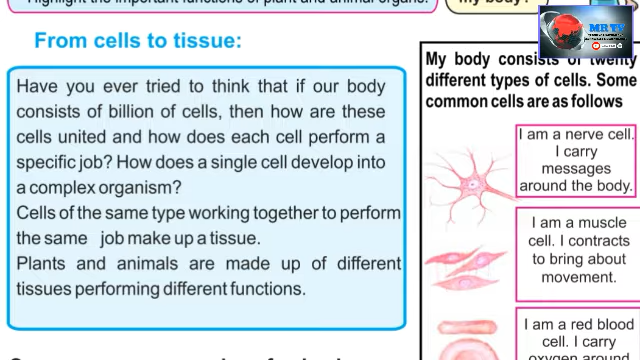 Highlight the important functions of plant and animal organs.
my body?
MR TV
From cells to tissue:
Have you ever tried to think that if our body
consists of billion of cells, then how are these
cells united and how does each cell perform a
specific job? How does a single cell develop into
a complex organism?
Cells of the same type working together to perform
the same job make up a tissue.
Plants and animals are made up of different
tissues performing different functions.
My body consists of twenty
different types of cells. Some
common cells are as follows
I am a nerve cell.
I carry
messages
around the body.
I am a muscle
cell. I contracts
to bring about
movement.
I am a red blood
cell. I carry
oxygen around